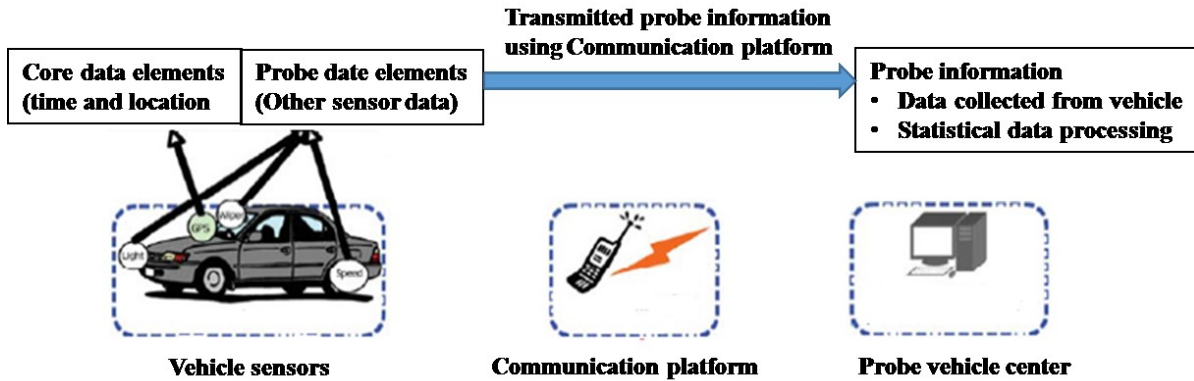 Transmitted probe information
using Communication platform
Core data elements
(time and location
Probe date elements
(Other sensor data)
Probe information
• Data collected from vehicle
• Statistical data processing
Wiper
GPS
Light
Speed
Vehicle sensors
Communication platform
Probe vehicle center